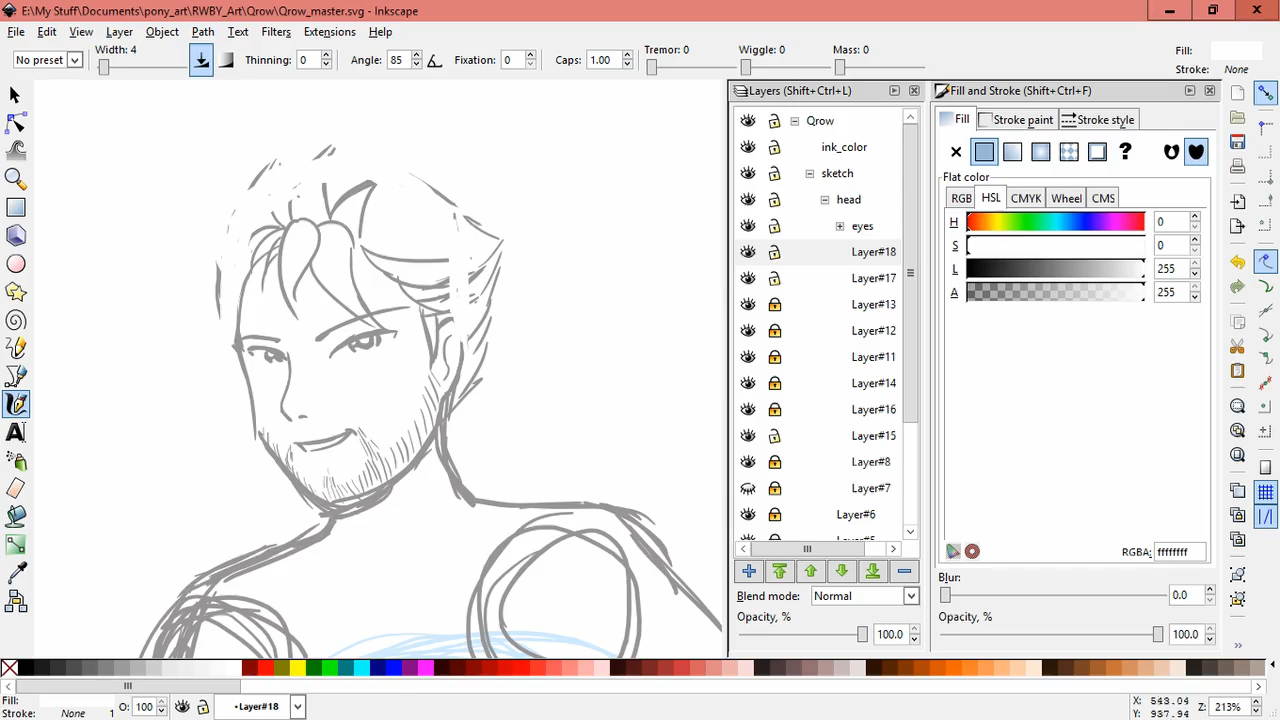 E:\My Stuff\Documents\pony_art\RWBY_Art\Qrow\Qrow_master.svg - Inkscape
File Edit View Layer Object Path Text Filters Extensions Help
No preset Width: 4 Thinning: 0 Angle: 85 Fixation: 0 Caps: 1.00 Tremor: 0 Wiggle: 0 Mass: 0 Fill:
Stroke: None
Layers (Shift+Ctrl+L)
Qrow
ink_color
sketch
head
eyes
Layer#18
Layer#17
Layer#13
Layer#12
Layer#11
Layer#14
Layer#16
Layer#15
Layer#8
Layer#7
Layer#6
Blend mode: Normal
Opacity, %
100.0
Fill and Stroke (Shift+Ctrl+F)
Fill Stroke paint Stroke style
?
Flat color
RGB HSL CMYK Wheel CMS
H 0
S 0
L 255
A 255
RGBA: ffffffff
Blur:
0.0
Opacity, %
100.0
Fill:
Stroke: None 1 O: 100 •Layer#18
X: 543.04
Y: 937.94
Z: 213%